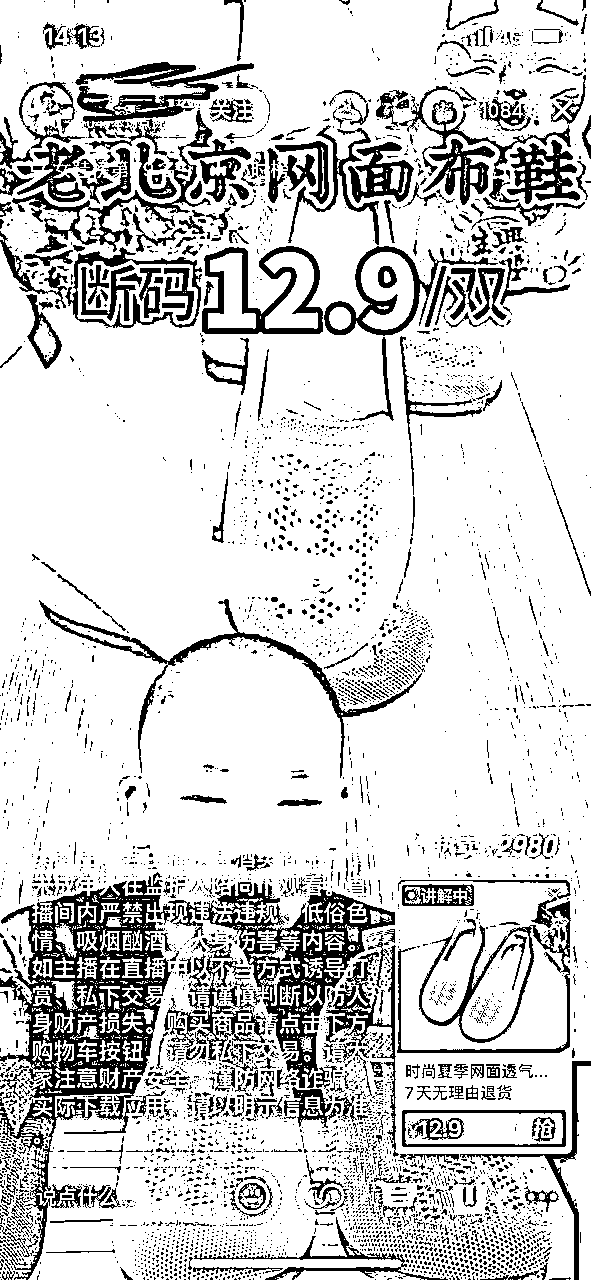 14:13
4G
关注
1084
老北京网面布鞋
断码12.9/双
2980
未成年人在监护人陪同下观看。直
播间内严禁出现违法违规、低俗色
情、吸烟酗酒、人身伤害等内容。
如主播在直播中以不当方式诱导打
赏、私下交易，请谨慎判断以防人
身财产损失。购买商品请点击下方
购物车按钮，请勿私下交易。请大
家注意财产安全，谨防网络诈骗。
实际下载应用，请以明示信息为准
。
讲解中
时尚夏季网面透气...
7天无理由退货
¥12.9
抢
说点什么...